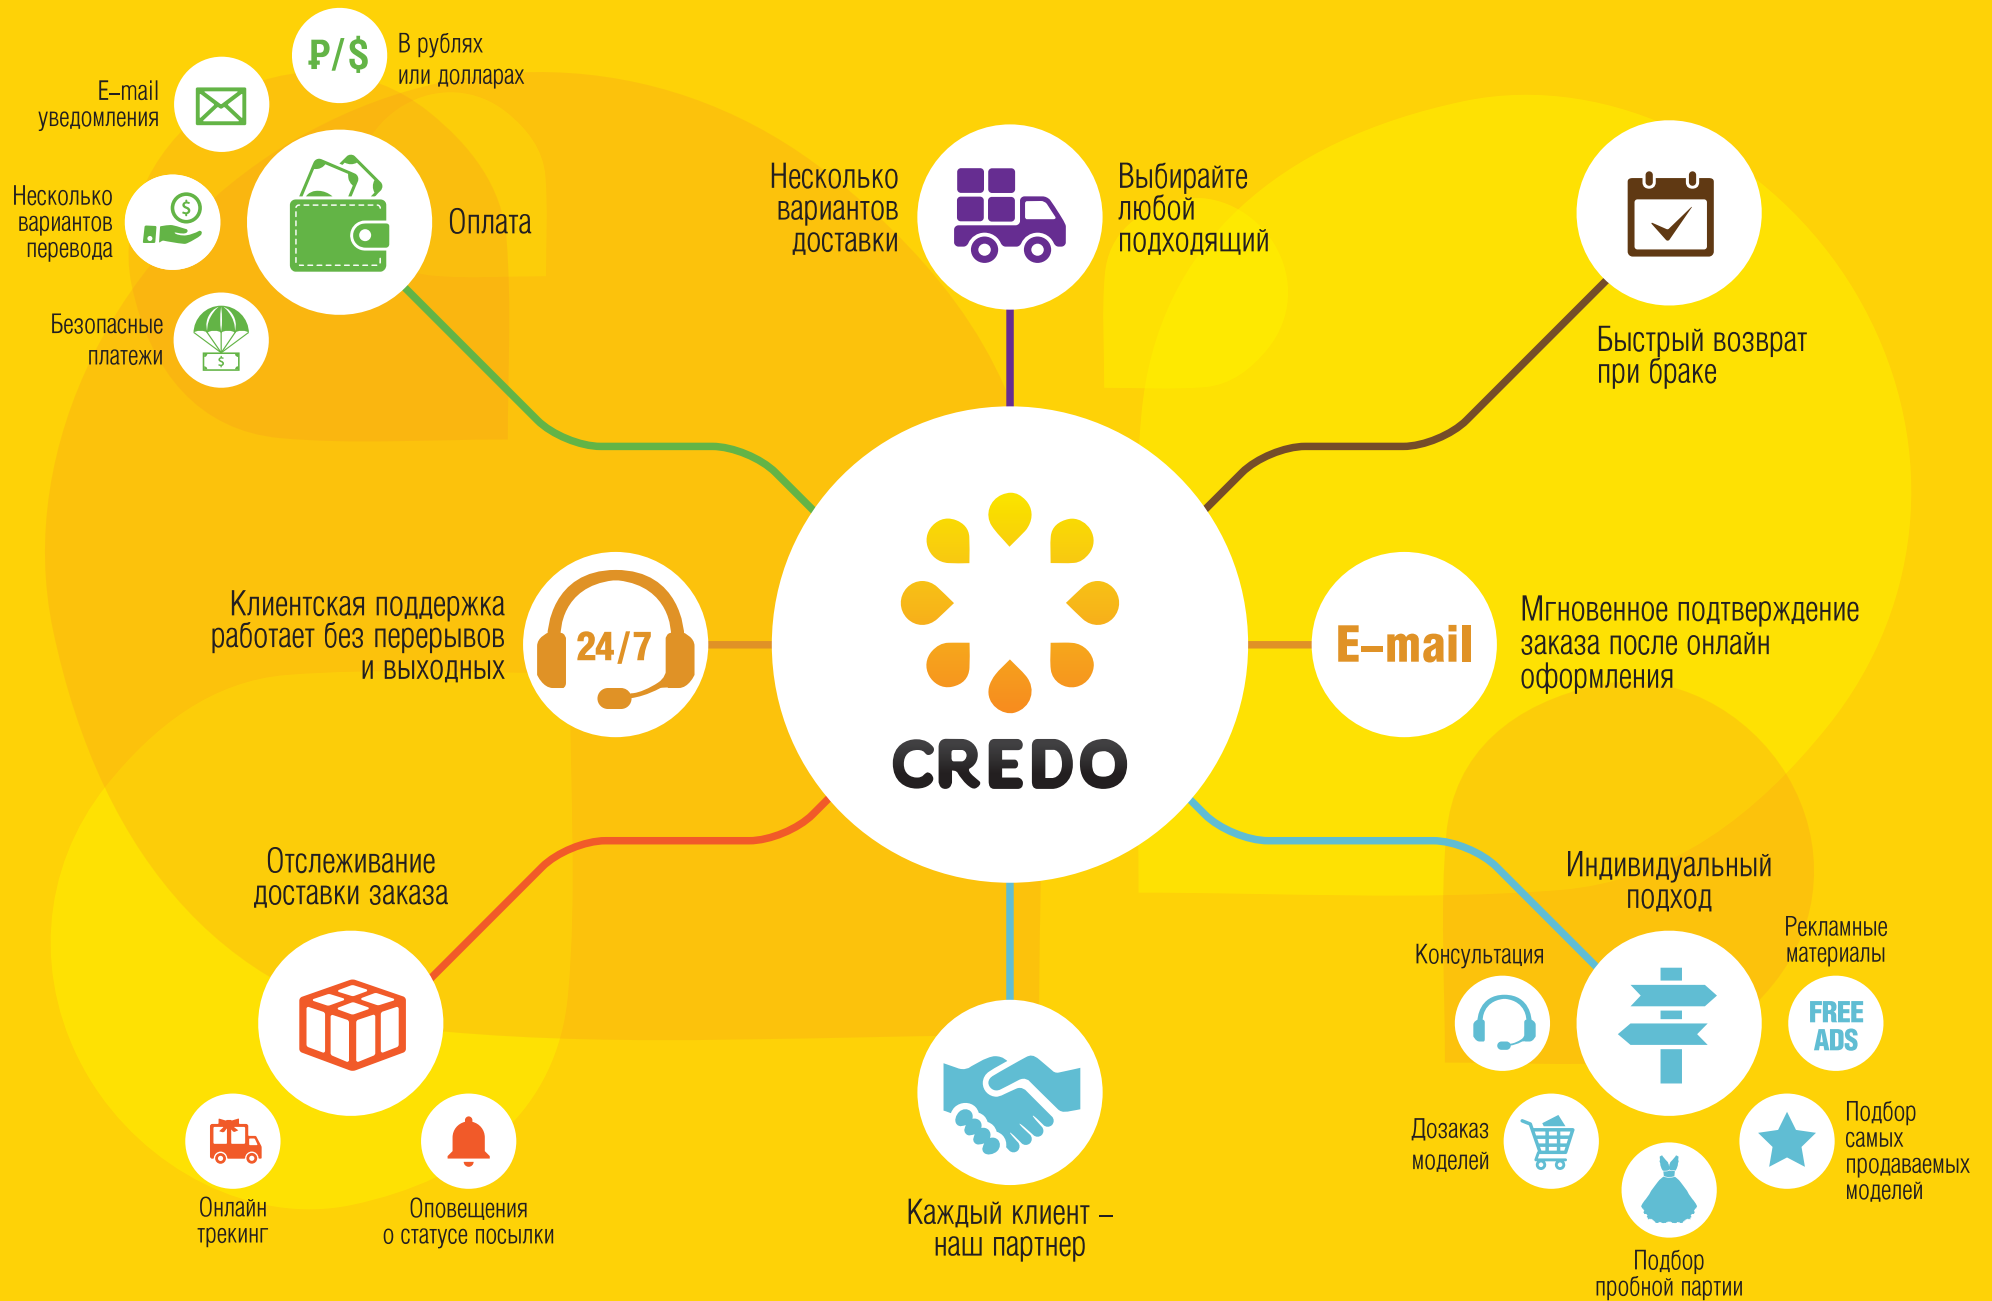 ₽/$
В рублях
или долларах
E–mail
уведомления
Несколько
вариантов
перевода
$
Безопасные
платежи
$
Оплата
Несколько
вариантов
доставки
Выбирайте
любой
подходящий
Быстрый возврат
при браке
Клиентская поддержка
работает без перерывов
и выходных
24/7
CREDO
E–mail
Мгновенное подтверждение
заказа после онлайн
оформления
Отслеживание
доставки заказа
Онлайн
трекинг
Оповещения
о статусе посылки
Каждый клиент –
наш партнер
Индивидуальный
подход
Консультация
Рекламные
материалы
FREE
ADS
Дозаказ
моделей
Подбор
самых
продаваемых
моделей
Подбор
пробной партии